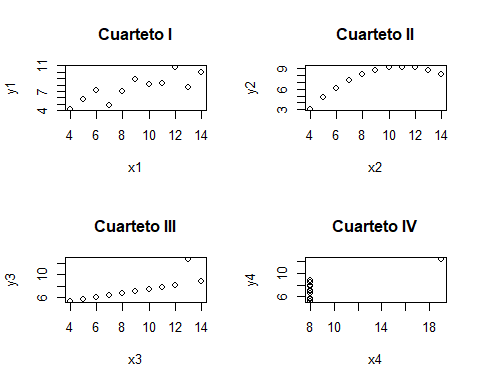 Cuarteto I
y1
11
7
4
4 6 8 10 12 14
x1
Cuarteto II
y2
9
6
3
4 6 8 10 12 14
x2
Cuarteto III
y3
10
6
4 6 8 10 12 14
x3
Cuarteto IV
y4
10
6
8 10 14 18
x4